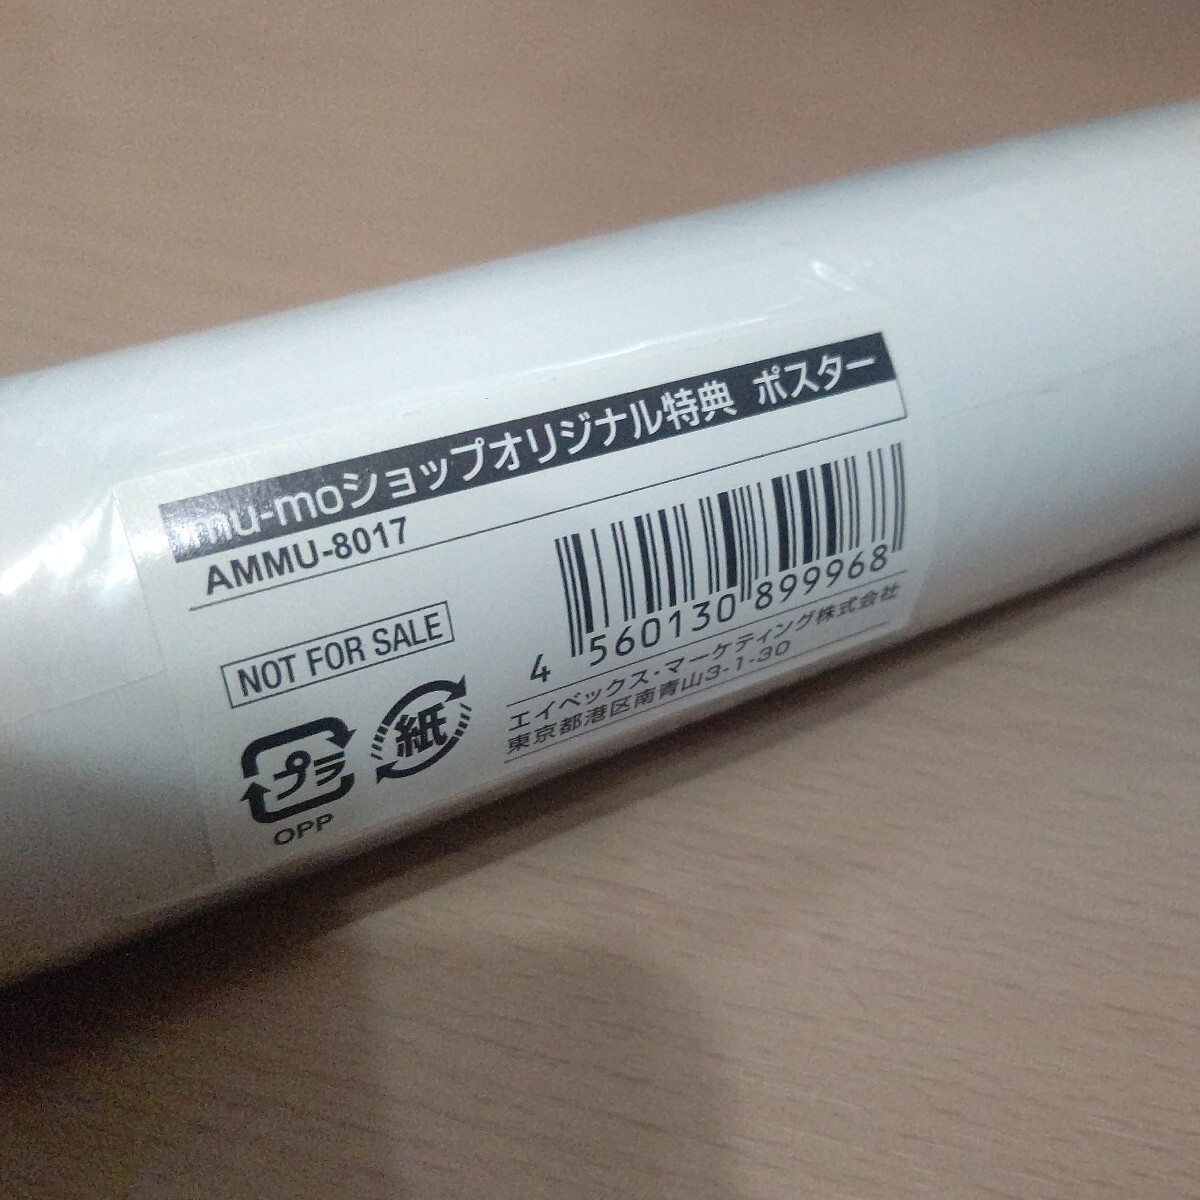 mu-moショップオリジナル特典 ポスター
AMMU-8017
NOT FOR SALE
4 560130 899968
エイベックス・マーケティング株式会社
東京都港区南青山3-1-30
プラ
OPP
紙